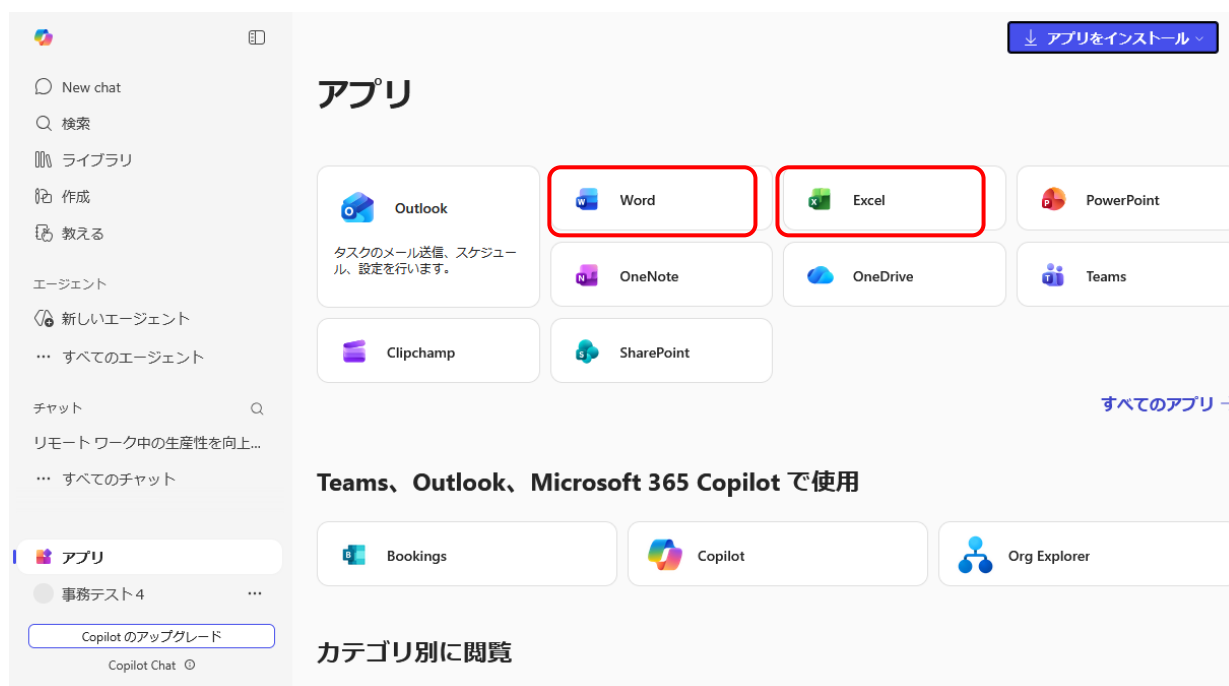 New chat
検索
ライブラリ
作成
教える
エージェント
新しいエージェント
… すべてのエージェント
チャット
リモート ワーク中の生産性を向上...
… すべてのチャット
アプリ
事務テスト4
…
Copilot のアップグレード
Copilot Chat
アプリをインストール
アプリ
Outlook
タスクのメール送信、スケジュー
ル、設定を行います。
Word
Excel
PowerPoint
OneNote
OneDrive
Teams
Clipchamp
SharePoint
すべてのアプリ
Teams、Outlook、Microsoft 365 Copilot で使用
Bookings
Copilot
Org Explorer
カテゴリ別に閲覧